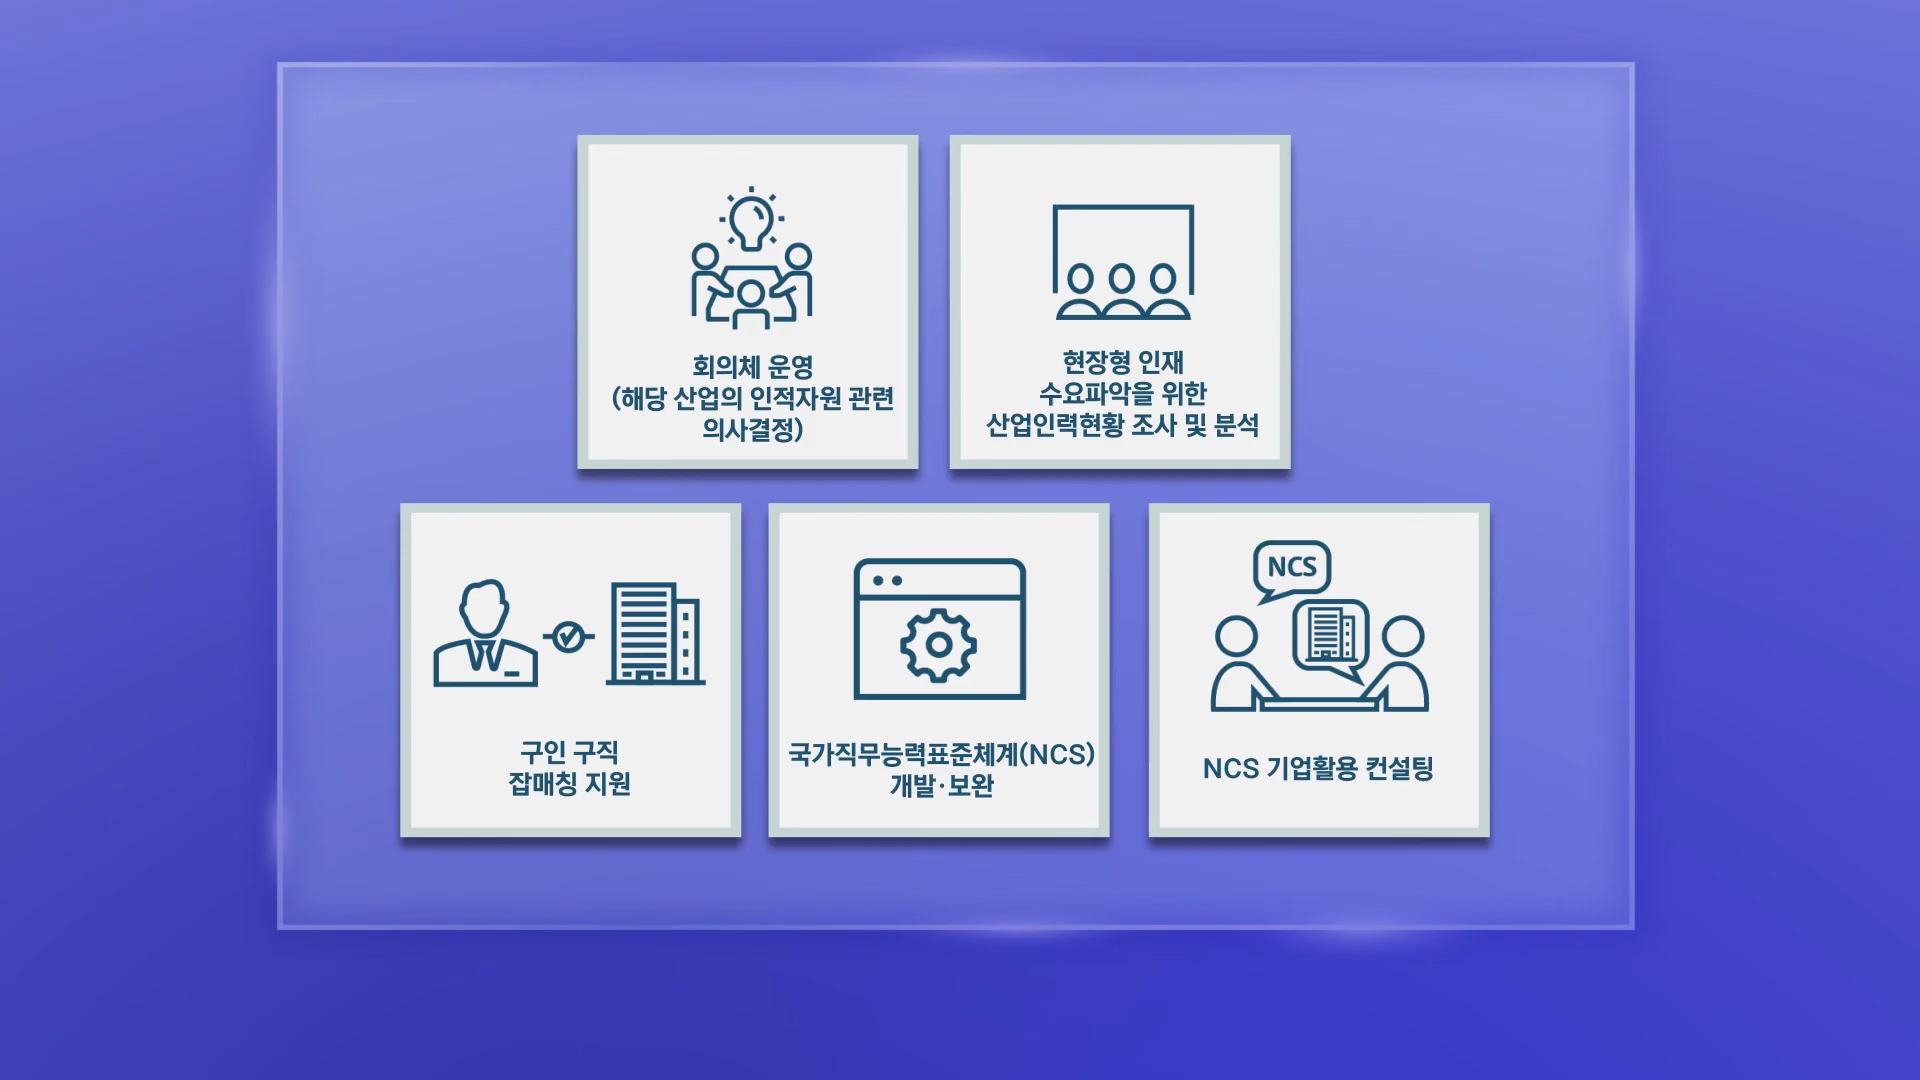 회의체 운영
(해당 산업의 인적자원 관련
의사결정)
현장형 인재
수요파악을 위한
산업인력현황 조사 및 분석
구인 구직
잡매칭 지원
국가직무능력표준체계(NCS)
개발·보완
NCS
NCS 기업활용 컨설팅